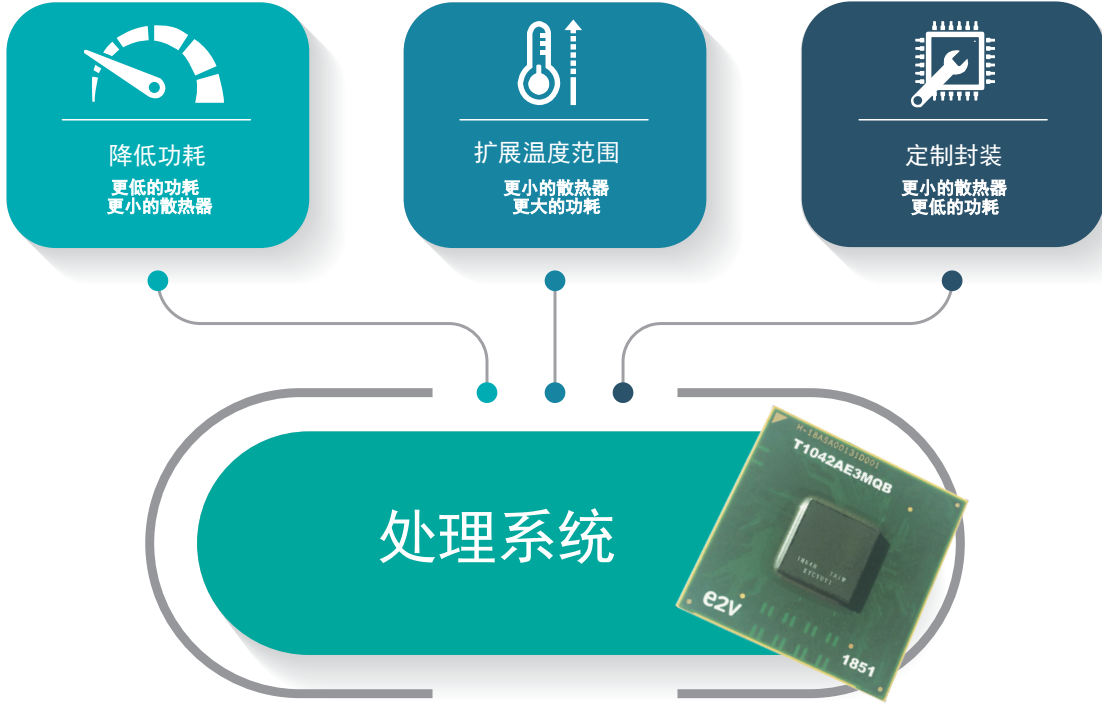 降低功耗
更低的功耗
更小的散热器
扩展温度范围
更小的散热器
更大的功耗
定制封装
更小的散热器
更低的功耗
处理系统
H-18ASA00131D001
T1042AE3MQB
e2v
1851